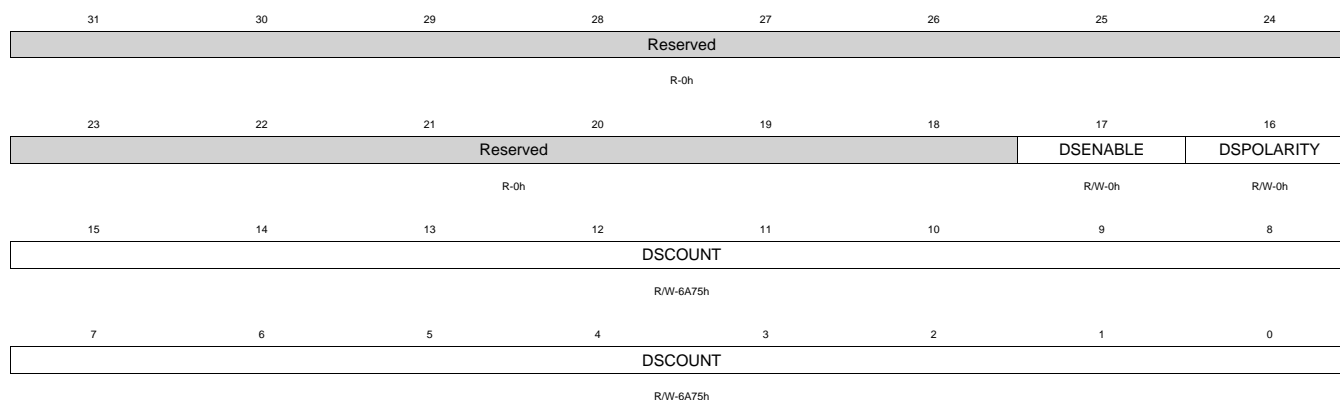 31 30 29 28 27 26 25 24
Reserved
R-0h
23 22 21 20 19 18 17 16
Reserved DSENABLE DSPOLARITY
R-0h R/W-0h R/W-0h
15 14 13 12 11 10 9 8
DSCOUNT
R/W-6A75h
7 6 5 4 3 2 1 0
DSCOUNT
R/W-6A75h